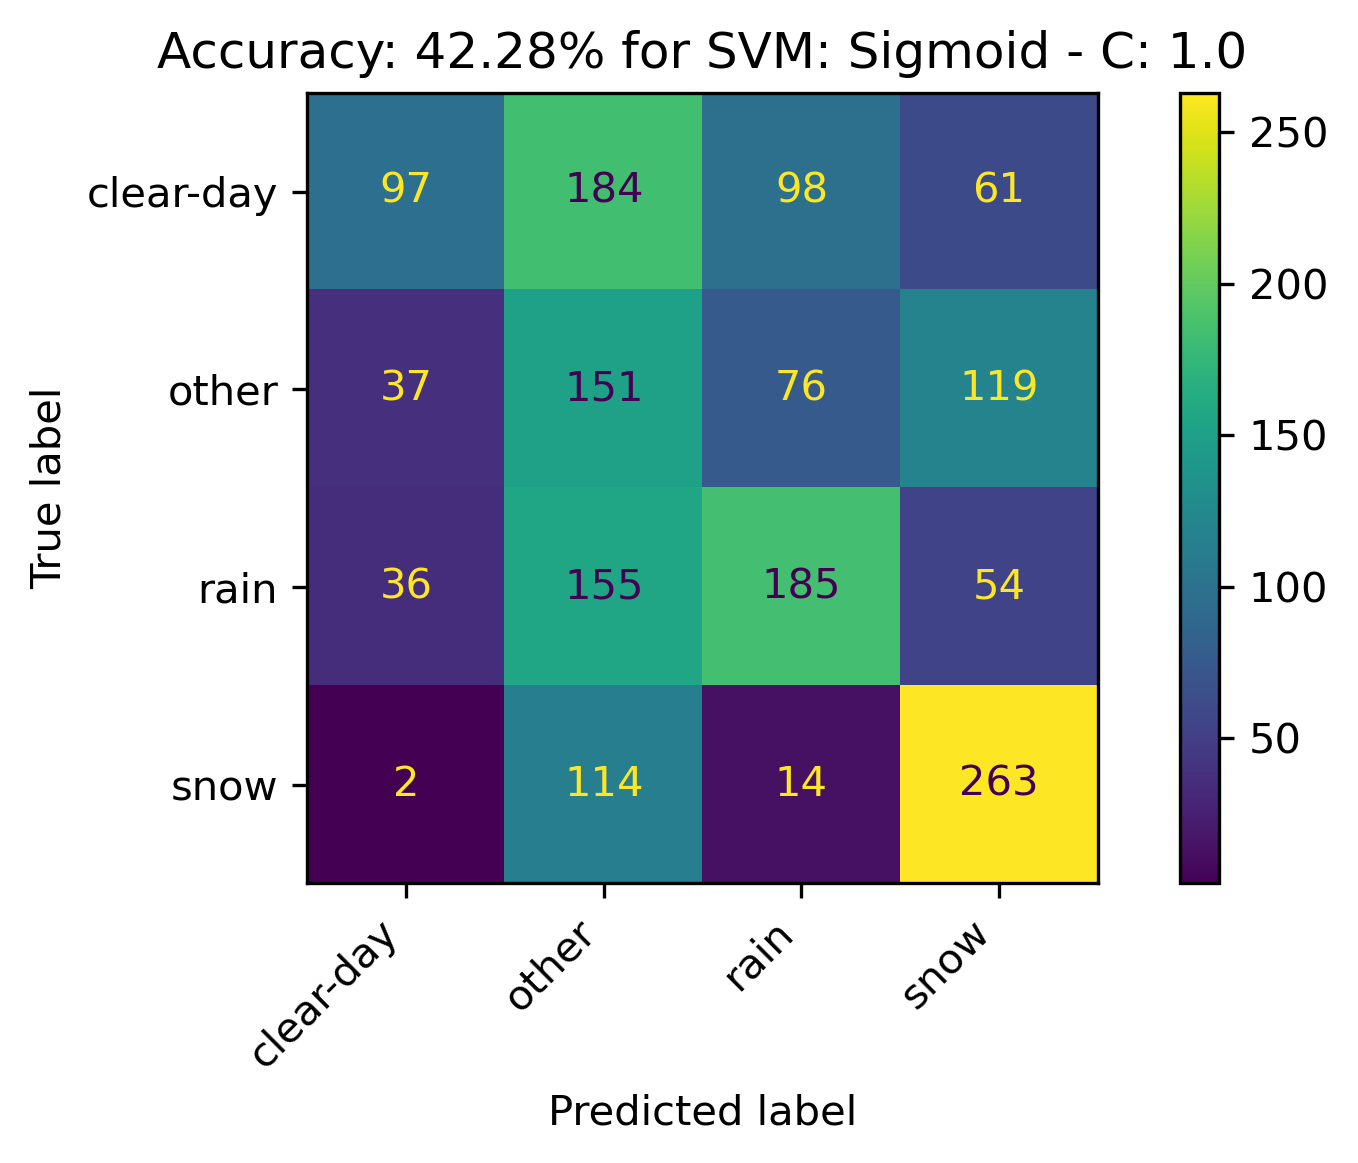 Accuracy: 42.28% for SVM: Sigmoid - C: 1.0
clear-day 97 184 98 61
other 37 151 76 119
rain 36 155 185 54
snow 2 114 14 263
clear-day other rain snow
Predicted label
True label
250
200
150
100
50